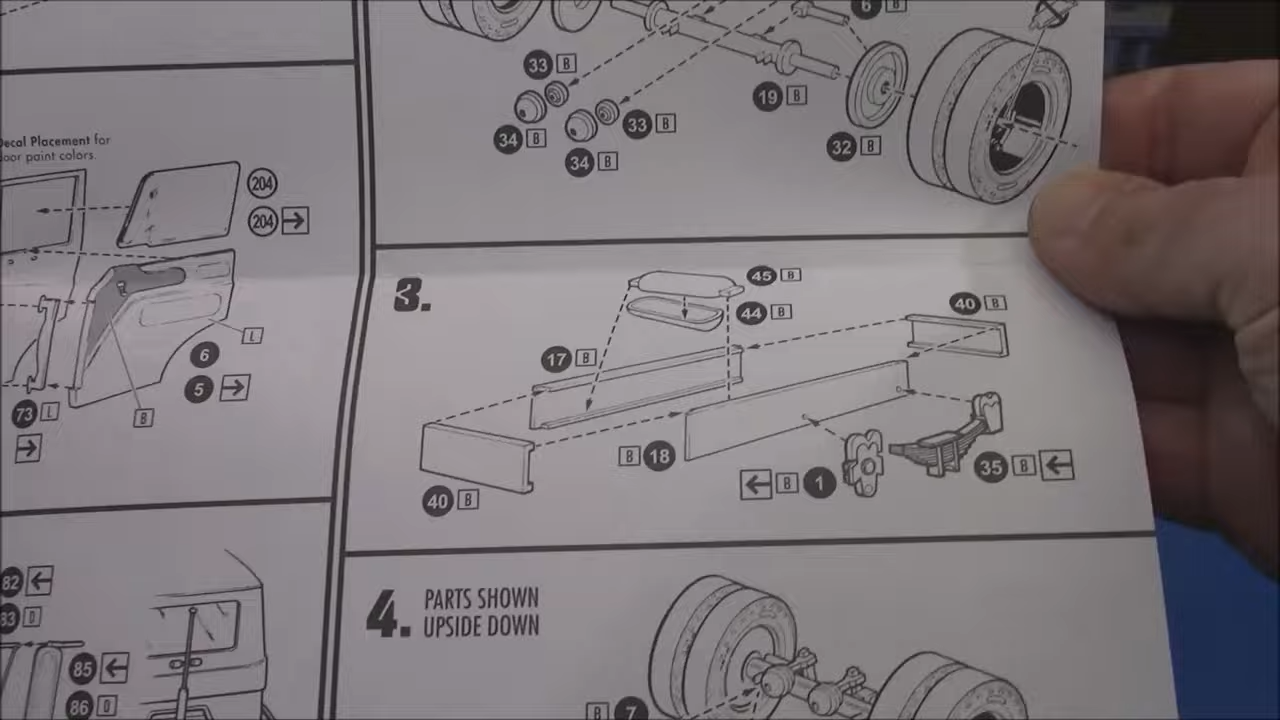 Decal Placement for
door paint colors.
204
204
L
6
5
73 L
B
82
83 D
85
86 D
6 B
33 B
19 B
34 B
33 B
32 B
34 B
3.
45 B
40 B
44 B
17 B
B 18
B 1
35 B
40 B
4. PARTS SHOWN
UPSIDE DOWN
B 7